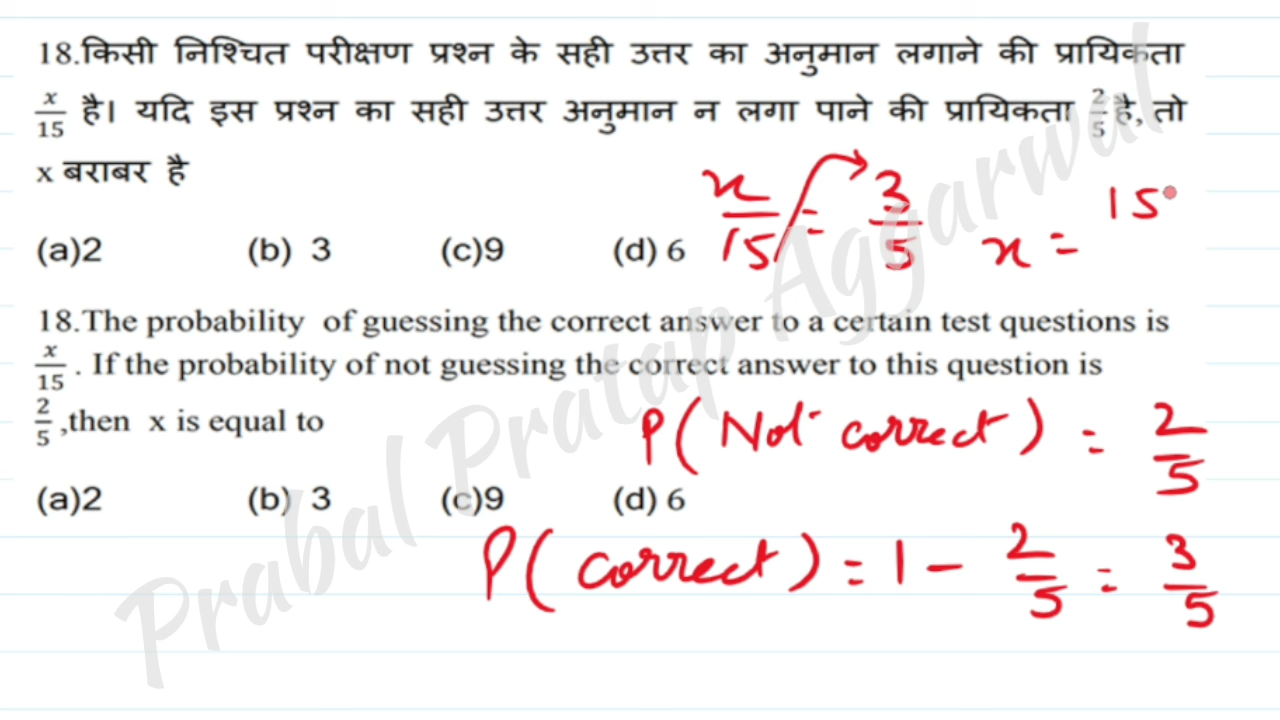 18.किसी निश्चित परीक्षण प्रश्न के सही उत्तर का अनुमान लगाने की प्रायिकता
x/15 है। यदि इस प्रश्न का सही उत्तर अनुमान न लगा पाने की प्रायिकता 2/5 है, तो
x बराबर है
x/15 = 3/5
x = 15
(a)2 (b) 3 (c)9 (d) 6
18.The probability of guessing the correct answer to a certain test questions is
x/15 . If the probability of not guessing the correct answer to this question is
2/5 ,then x is equal to
P( Not correct ) = 2/5
(a)2 (b) 3 (c)9 (d) 6
P( correct ) = 1 - 2/5 = 3/5
Prabal Pratap Aggarwal